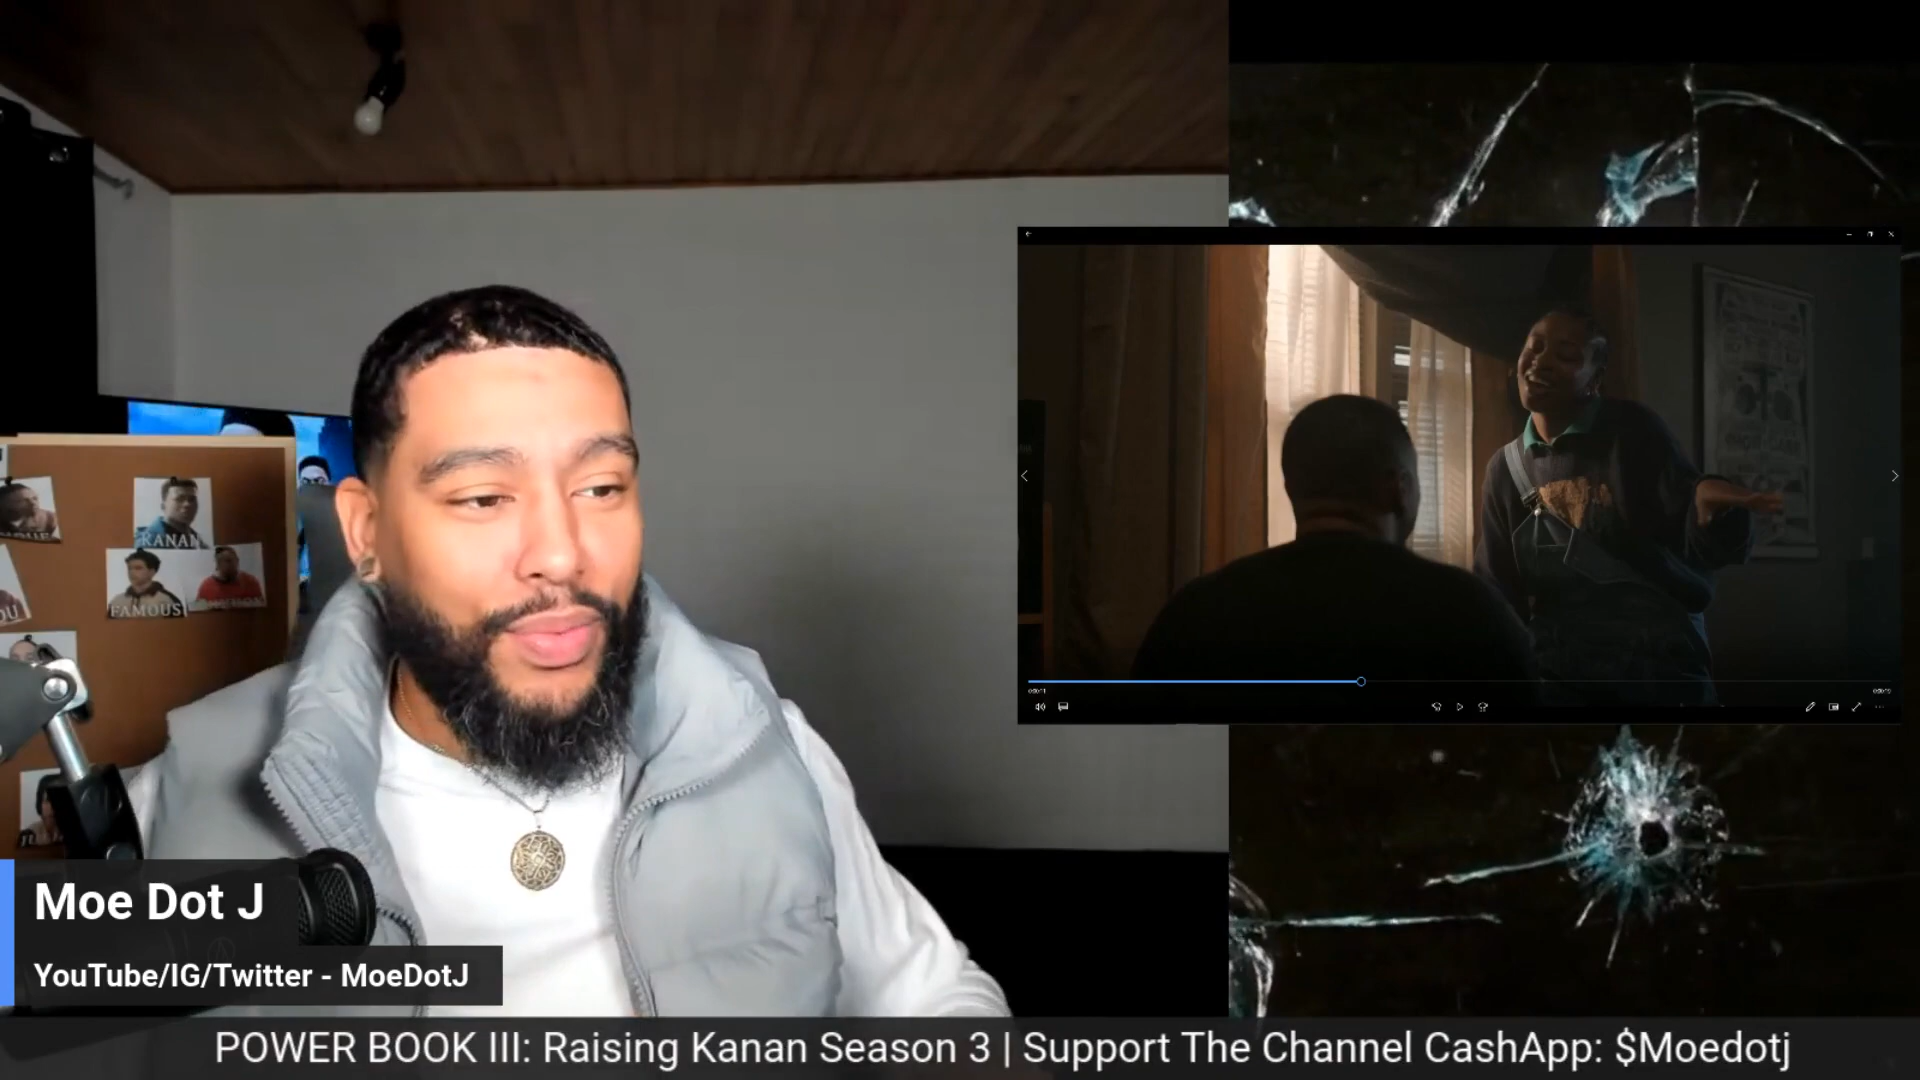 KANAN
FAMOUS
Moe Dot J
YouTube/IG/Twitter - MoeDotJ
POWER BOOK III: Raising Kanan Season 3 | Support The Channel CashApp: $Moedotj